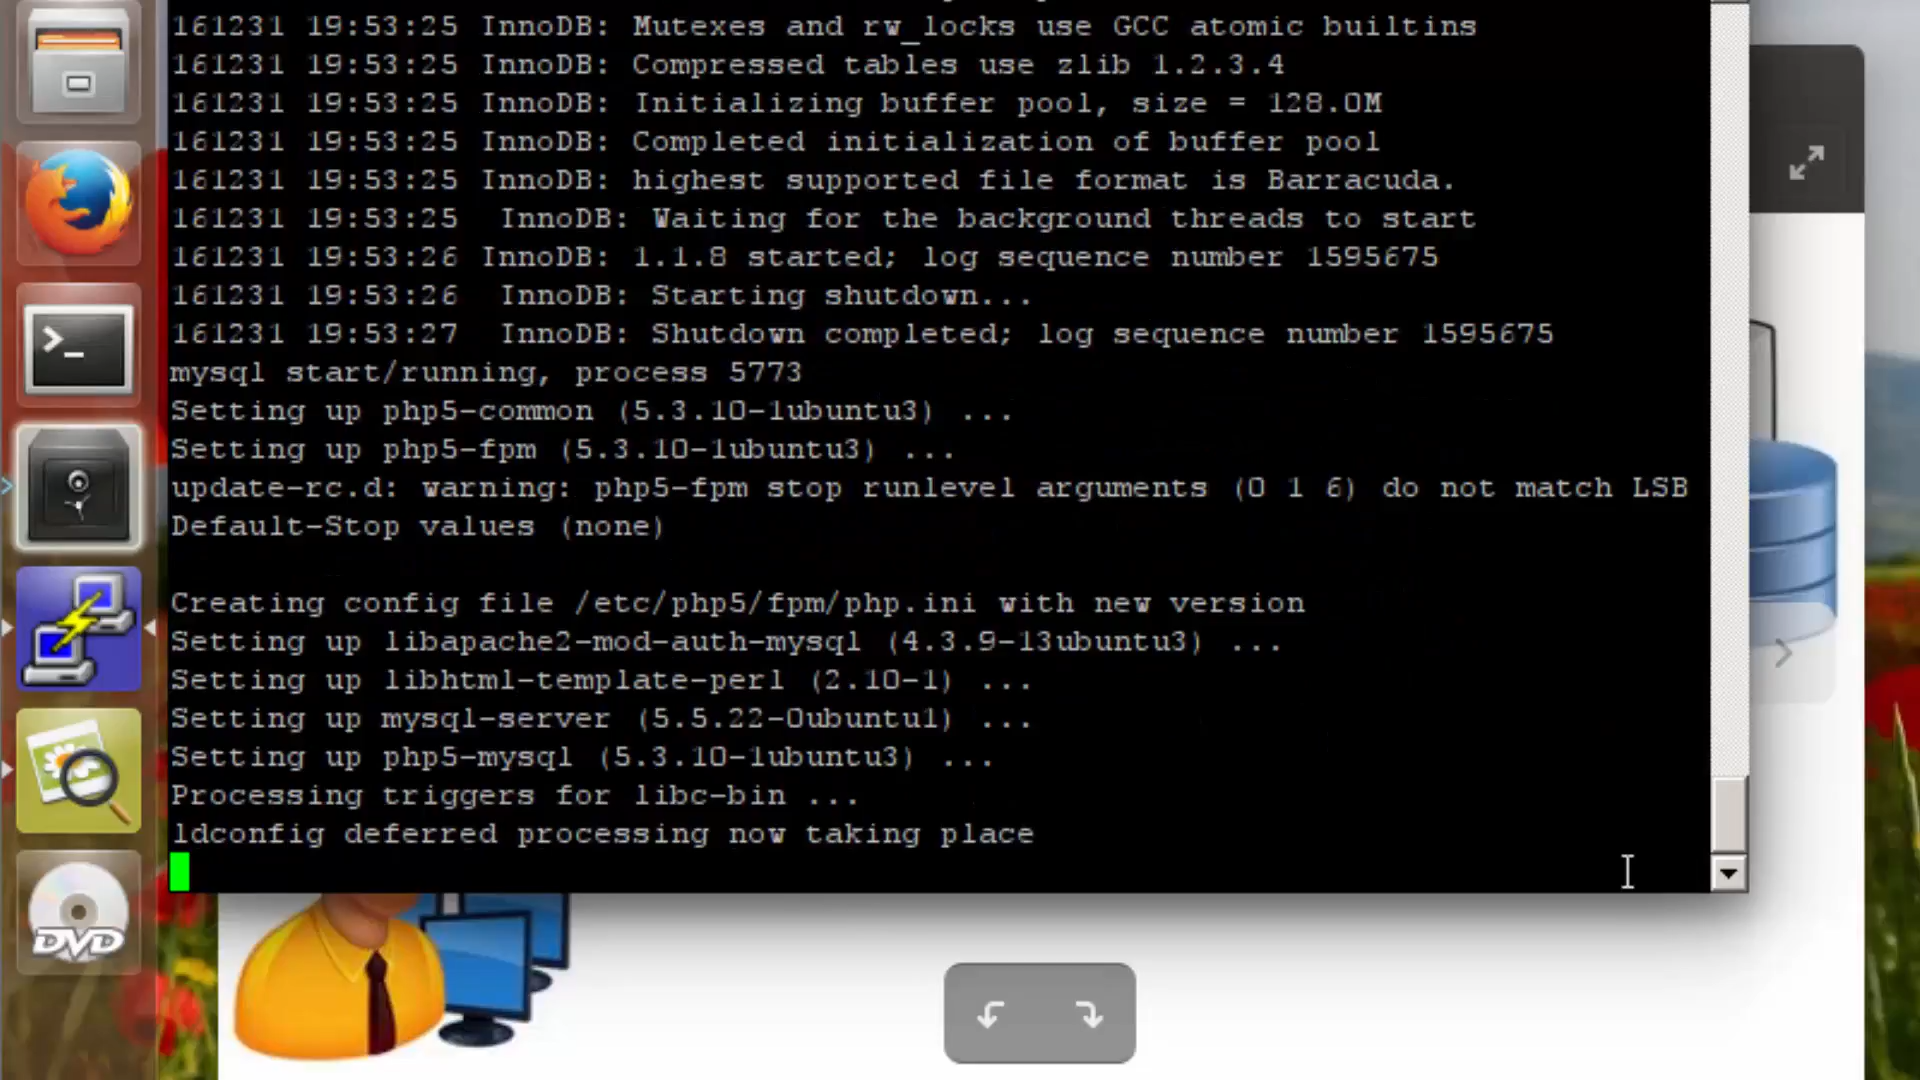 161231 19:53:25 InnoDB: Mutexes and rw_locks use GCC atomic builtins
161231 19:53:25 InnoDB: Compressed tables use zlib 1.2.3.4
161231 19:53:25 InnoDB: Initializing buffer pool, size = 128.0M
161231 19:53:25 InnoDB: Completed initialization of buffer pool
161231 19:53:25 InnoDB: highest supported file format is Barracuda.
161231 19:53:25  InnoDB: Waiting for the background threads to start
161231 19:53:26 InnoDB: 1.1.8 started; log sequence number 1595675
161231 19:53:26  InnoDB: Starting shutdown...
161231 19:53:27  InnoDB: Shutdown completed; log sequence number 1595675
mysql start/running, process 5773
Setting up php5-common (5.3.10-1ubuntu3) ...
Setting up php5-fpm (5.3.10-1ubuntu3) ...
update-rc.d: warning: php5-fpm stop runlevel arguments (0 1 6) do not match LSB
Default-Stop values (none)
Creating config file /etc/php5/fpm/php.ini with new version
Setting up libapache2-mod-auth-mysql (4.3.9-13ubuntu3) ...
Setting up libhtml-template-perl (2.10-1) ...
Setting up mysql-server (5.5.22-0ubuntu1) ...
Setting up php5-mysql (5.3.10-1ubuntu3) ...
Processing triggers for libc-bin ...
ldconfig deferred processing now taking place
DVD